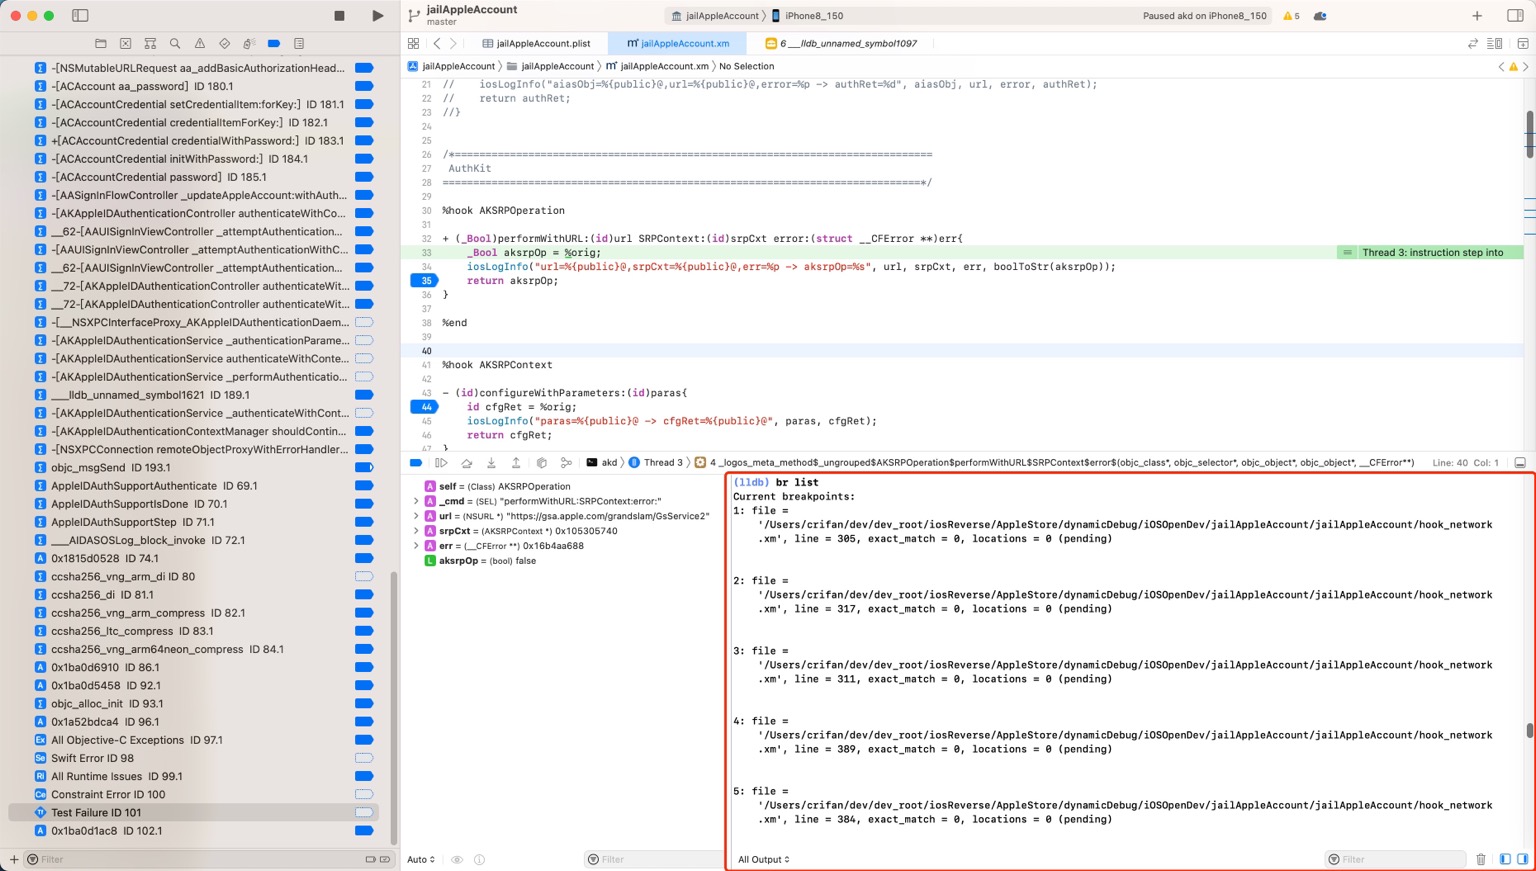 jailAppleAccount
master
jailAppleAccount 〉 iPhone8_150
Paused akd on iPhone8_150
5
jailAppleAccount.plist
jailAppleAccount.xm
6 ___lldb_unnamed_symbol1097
jailAppleAccount 〉 jailAppleAccount 〉 jailAppleAccount.xm 〉 No Selection
-[NSMutableURLRequest aa_addBasicAuthorizationHead...
-[ACAccount aa_password] ID 180.1
-[ACAccountCredential setCredentialItem:forKey:] ID 181.1
-[ACAccountCredential credentialItemForKey:] ID 182.1
+[ACAccountCredential credentialWithPassword:] ID 183.1
-[ACAccountCredential initWithPassword:] ID 184.1
-[ACAccountCredential password] ID 185.1
-[AASignInFlowController _updateAppleAccount:withAuth...
-[AKAppleIDAuthenticationController authenticateWithCo...
__62-[AAUISignInViewController _attemptAuthentication...
-[AAUISignInViewController _attemptAuthenticationWithC...
__62-[AAUISignInViewController _attemptAuthentication...
__72-[AKAppleIDAuthenticationController authenticateWit...
__72-[AKAppleIDAuthenticationController authenticateWit...
-[__NSXPCInterfaceProxy_AKAppleIDAuthenticationDaem...
-[AKAppleIDAuthenticationService _authenticationParame...
-[AKAppleIDAuthenticationService authenticateWithConte...
-[AKAppleIDAuthenticationService _performAuthenticatio...
___lldb_unnamed_symbol1621 ID 189.1
-[AKAppleIDAuthenticationService _authenticateWithCont...
-[AKAppleIDAuthenticationContextManager shouldContin...
-[NSXPCConnection remoteObjectProxyWithErrorHandler...
objc_msgSend ID 193.1
AppleIDAuthSupportAuthenticate ID 69.1
AppleIDAuthSupportIsDone ID 70.1
AppleIDAuthSupportStep ID 71.1
____AIDASOSLog_block_invoke ID 72.1
0x1815d0528 ID 74.1
ccsha256_vng_arm_di ID 80
ccsha256_di ID 81.1
ccsha256_vng_arm_compress ID 82.1
ccsha256_ltc_compress ID 83.1
ccsha256_vng_arm64neon_compress ID 84.1
0x1ba0d6910 ID 86.1
0x1ba0d5458 ID 92.1
objc_alloc_init ID 93.1
0x1a52bdca4 ID 96.1
All Objective-C Exceptions ID 97.1
Swift Error ID 98
All Runtime Issues ID 99.1
Constraint Error ID 100
Test Failure ID 101
0x1ba0d1ac8 ID 102.1
Filter
21 //    iosLogInfo("aiasObj=%{public}@,url=%{public}@,error=%p -> authRet=%d", aiasObj, url, error, authRet);
22 //    return authRet;
23 //}
24
25
26 /*==============================================================================
27  AuthKit
28 ==============================================================================*/
29
30 %hook AKSRPOperation
31
32 + (_Bool)performWithURL:(id)url SRPContext:(id)srpCxt error:(struct __CFError **)err{
33     _Bool aksrpOp = %orig;
Thread 3: instruction step into
34     iosLogInfo("url=%{public}@,srpCxt=%{public}@,err=%p -> aksrpOp=%s", url, srpCxt, err, boolToStr(aksrpOp));
35     return aksrpOp;
36 }
37
38 %end
39
40
41 %hook AKSRPContext
42
43 - (id)configureWithParameters:(id)paras{
44     id cfgRet = %orig;
45     iosLogInfo("paras=%{public}@ -> cfgRet=%{public}@", paras, cfgRet);
46     return cfgRet;
47 }
akd 〉 Thread 3 〉 4 _logos_meta_method$_ungrouped$AKSRPOperation$performWithURL$SRPContext$error$(objc_class*, objc_selector*, objc_object*, objc_object*, __CFError**)
Line: 40 Col: 1
self = (Class) AKSRPOperation
_cmd = (SEL) "performWithURL:SRPContext:error:"
url = (NSURL *) "https://gsa.apple.com/grandslam/GsService2"
srpCxt = (AKSRPContext *) 0x105305740
err = (__CFError **) 0x16b4aa688
aksrpOp = (bool) false
Auto
Filter
(lldb) br list
Current breakpoints:
1: file =
'/Users/crifan/dev/dev_root/iosReverse/AppleStore/dynamicDebug/iOSOpenDev/jailAppleAccount/jailAppleAccount/hook_network
.xm', line = 305, exact_match = 0, locations = 0 (pending)
2: file =
'/Users/crifan/dev/dev_root/iosReverse/AppleStore/dynamicDebug/iOSOpenDev/jailAppleAccount/jailAppleAccount/hook_network
.xm', line = 317, exact_match = 0, locations = 0 (pending)
3: file =
'/Users/crifan/dev/dev_root/iosReverse/AppleStore/dynamicDebug/iOSOpenDev/jailAppleAccount/jailAppleAccount/hook_network
.xm', line = 311, exact_match = 0, locations = 0 (pending)
4: file =
'/Users/crifan/dev/dev_root/iosReverse/AppleStore/dynamicDebug/iOSOpenDev/jailAppleAccount/jailAppleAccount/hook_network
.xm', line = 389, exact_match = 0, locations = 0 (pending)
5: file =
'/Users/crifan/dev/dev_root/iosReverse/AppleStore/dynamicDebug/iOSOpenDev/jailAppleAccount/jailAppleAccount/hook_network
.xm', line = 384, exact_match = 0, locations = 0 (pending)
All Output
Filter